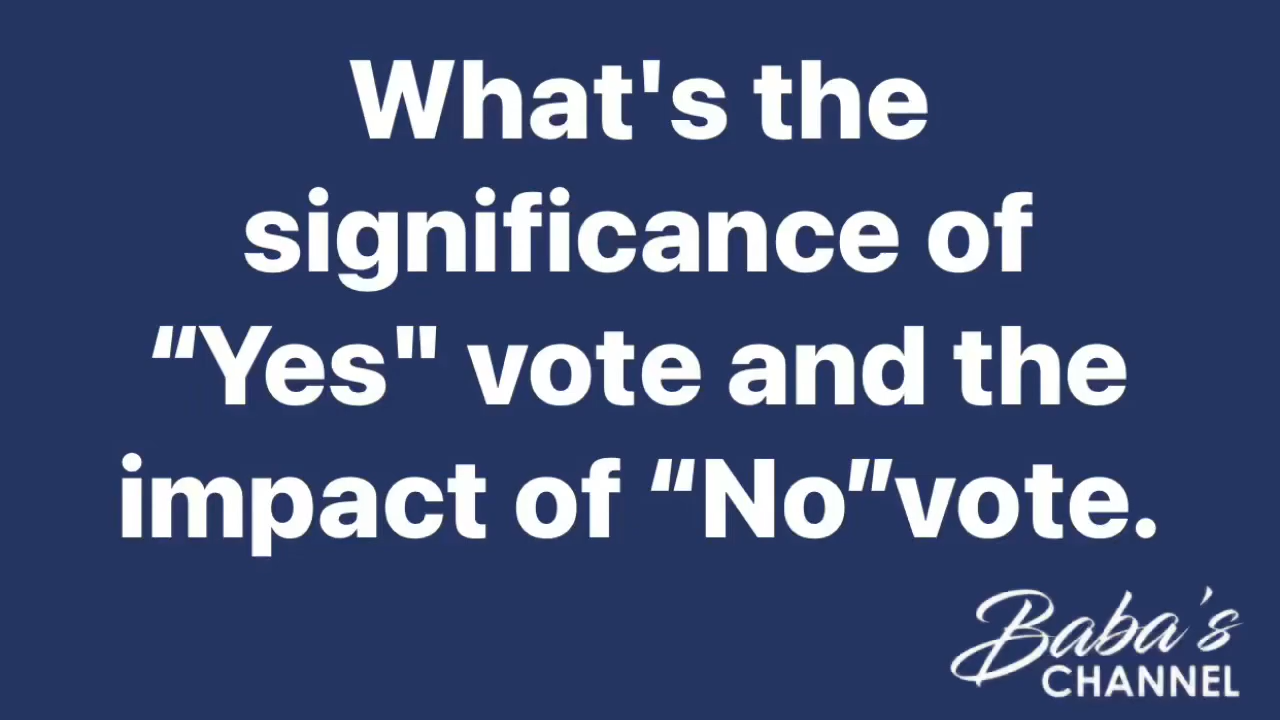 What's the
significance of
“Yes" vote and the
impact of “No”vote.
Baba's
CHANNEL